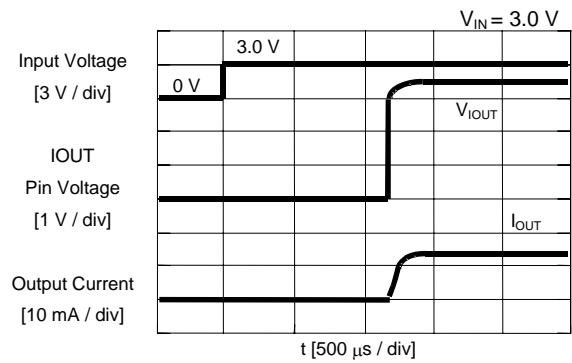 V_IN = 3.0 V
Input Voltage
[3 V / div]
0 V
3.0 V
V_IOUT
IOUT
Pin Voltage
[1 V / div]
I_OUT
Output Current
[10 mA / div]
t [500 μs / div]